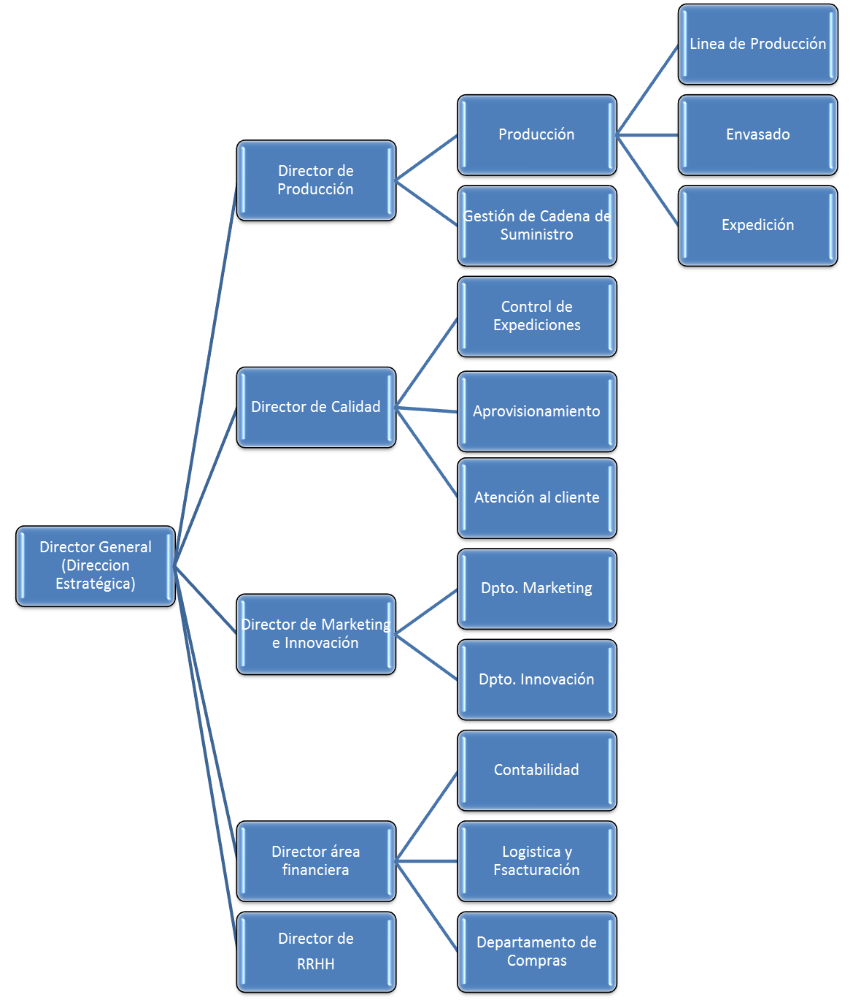 Linea de Producción
Producción
Envasado
Director de
Producción
Gestión de Cadena de
Suministro
Expedición
Control de
Expediciones
Director de Calidad
Aprovisionamiento
Atención al cliente
Director General
(Direccion
Estratégica)
Dpto. Marketing
Director de Marketing
e Innovación
Dpto. Innovación
Contabilidad
Director área
financiera
Logistica y
Fsacturación
Director de
RRHH
Departamento de
Compras